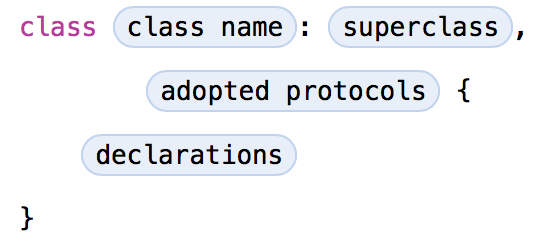 class class name: superclass,
adopted protocols {
declarations
}